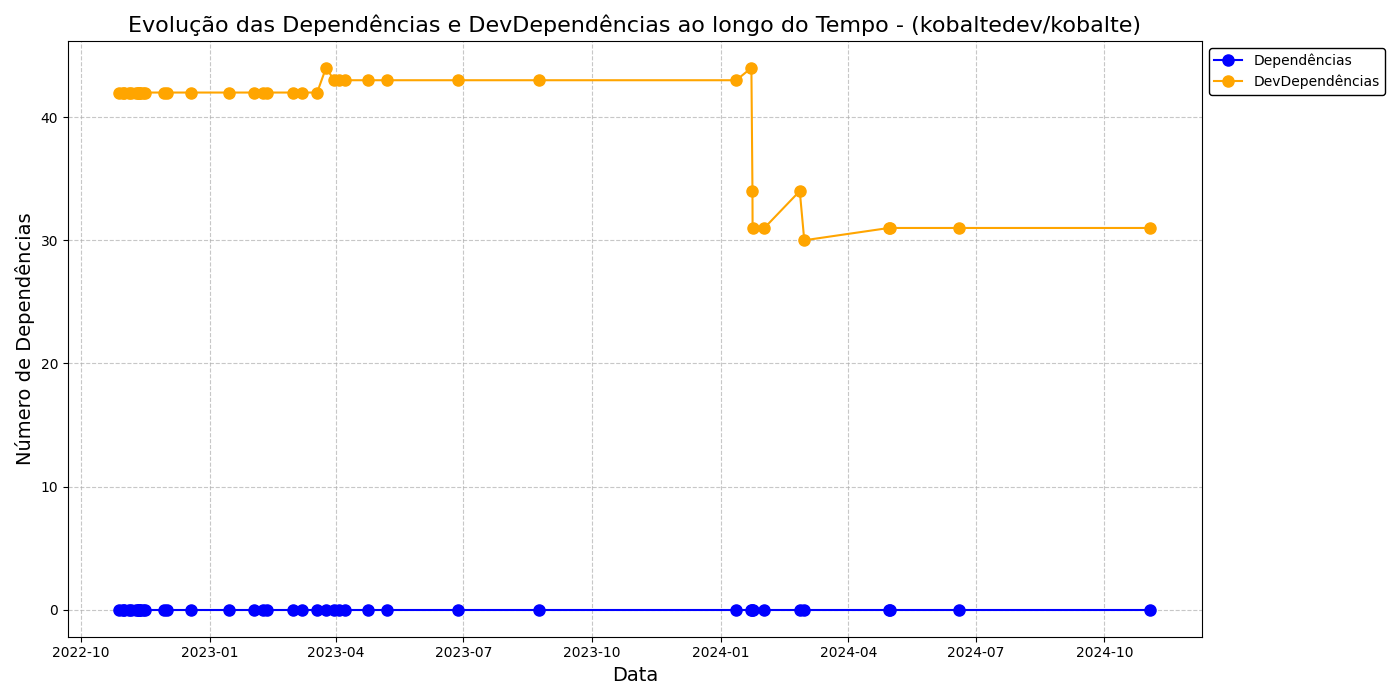 Evolução das Dependências e DevDependências ao longo do Tempo - (kobaltedev/kobalte)
Dependências
DevDependências
Número de Dependências
40
30
20
10
0
2022-10 2023-01 2023-04 2023-07 2023-10 2024-01 2024-04 2024-07 2024-10
Data